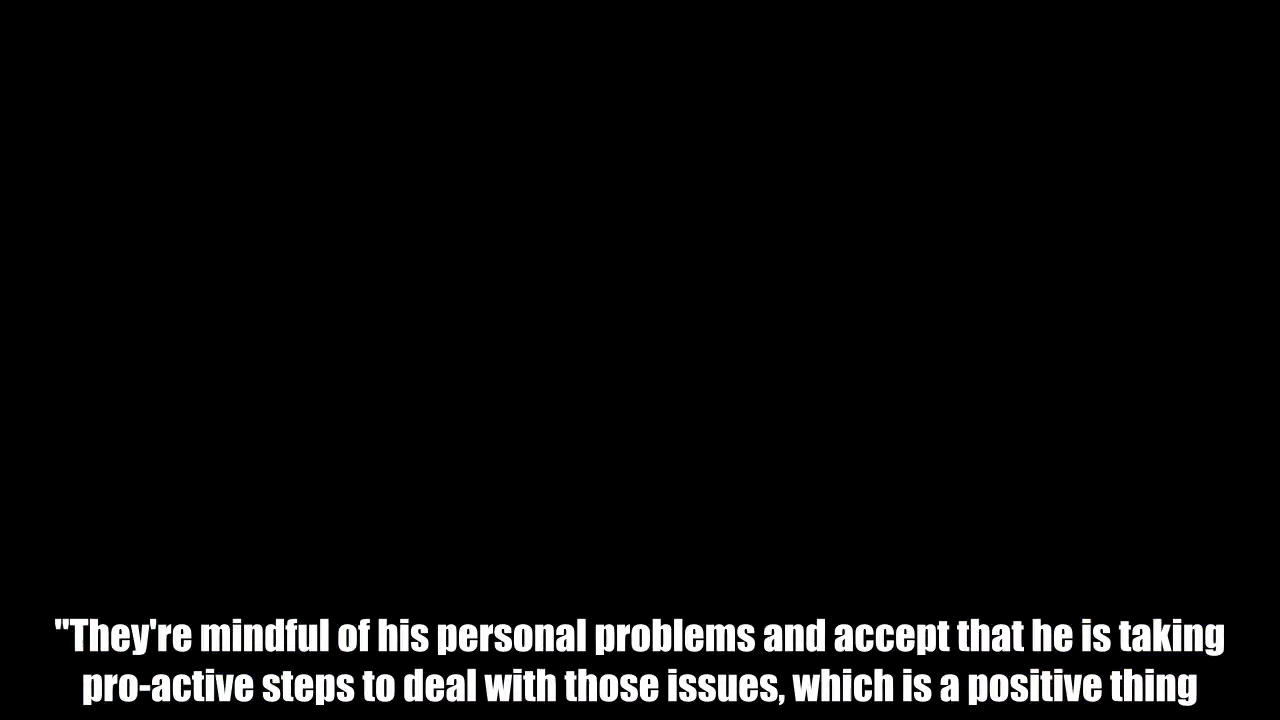 "They're mindful of his personal problems and accept that he is taking
pro-active steps to deal with those issues, which is a positive thing